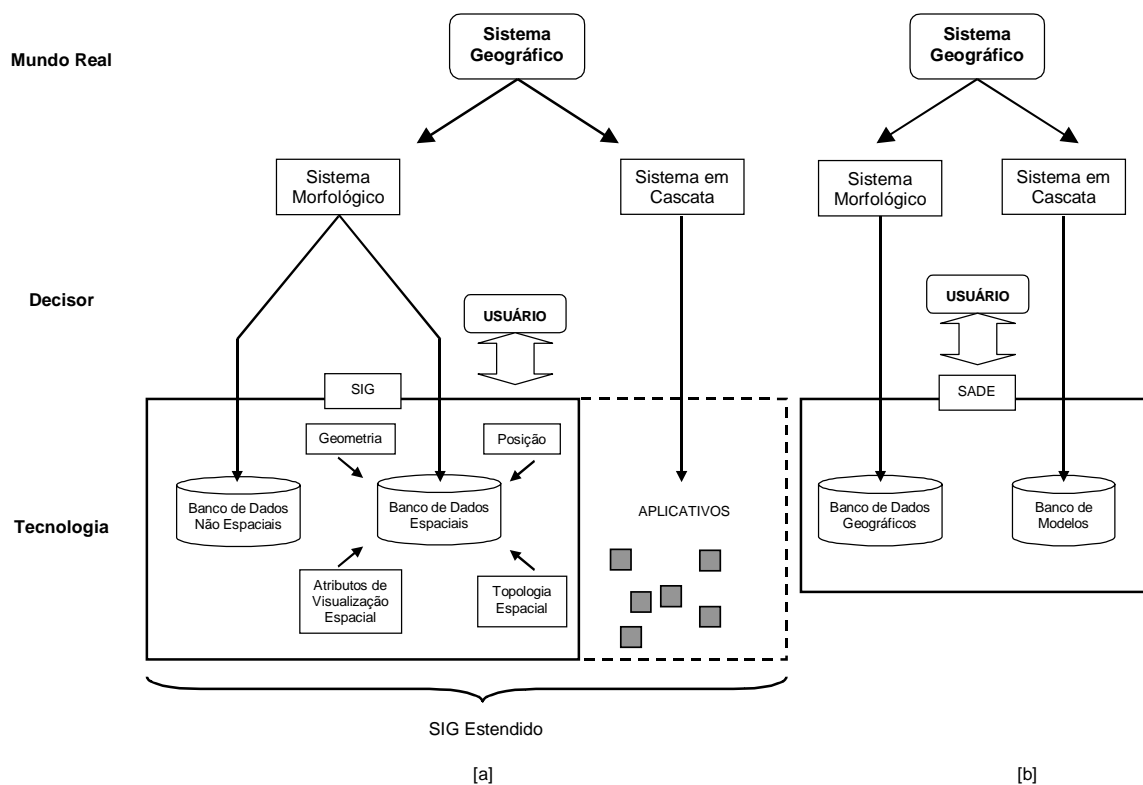 Mundo Real
Sistema
Geográfico
Sistema
Morfológico
Sistema em
Cascata
Decisor
USUÁRIO
SIG
Geometria
Posição
Tecnologia
Banco de Dados
Não Espaciais
Banco de Dados
Espaciais
APLICATIVOS
Atributos de
Visualização
Espacial
Topologia
Espacial
SIG Estendido
[a]
Sistema
Geográfico
Sistema
Morfológico
Sistema em
Cascata
USUÁRIO
SADE
Banco de Dados
Geográficos
Banco de
Modelos
[b]